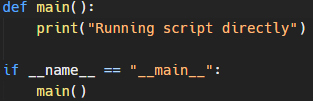 def main():
    print("Running script directly")
if __name__ == "__main__":
    main()